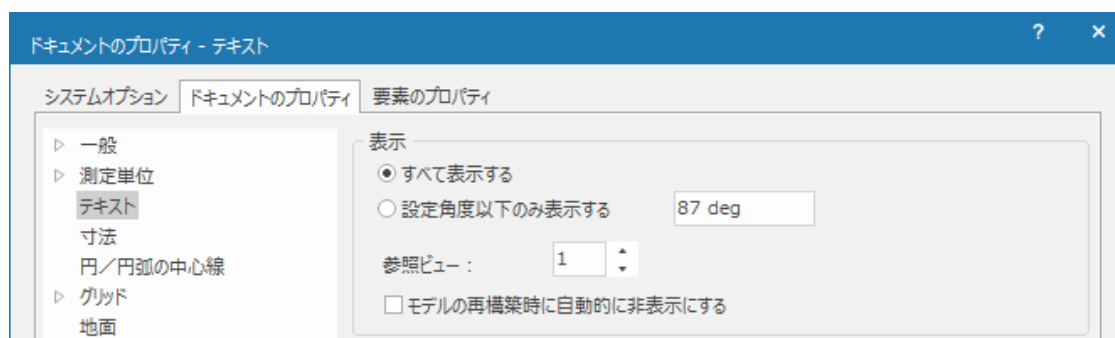 ドキュメントのプロパティ - テキスト ? ×
システムオプション ドキュメントのプロパティ 要素のプロパティ
一般
測定単位
テキスト
寸法
円／円弧の中心線
グリッド
地面
表示
すべて表示する
設定角度以下のみ表示する 87 deg
参照ビュー： 1
モデルの再構築時に自動的に非表示にする